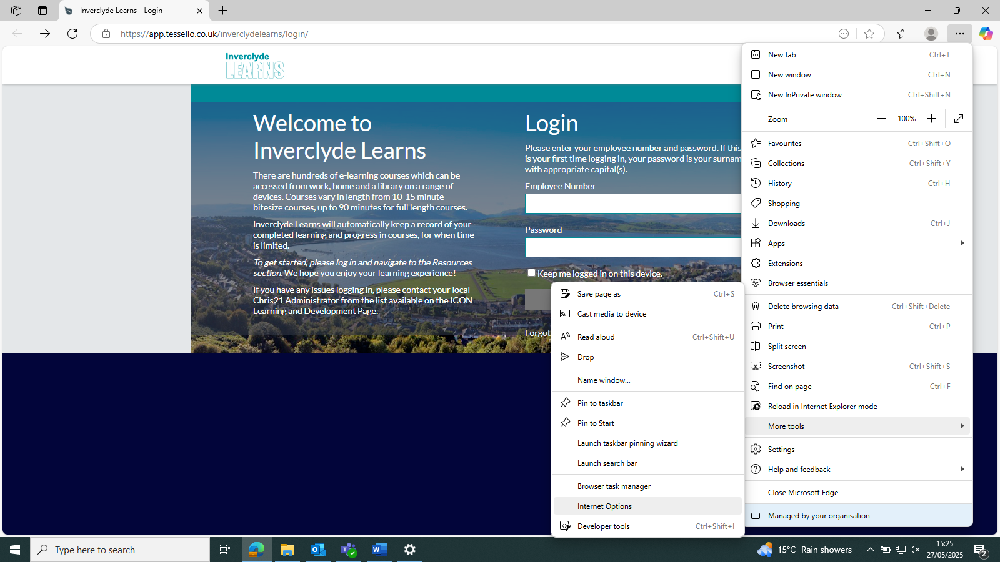 Inverclyde Learns - Login
https://app.tessello.co.uk/inverclydelearns/login/
Inverclyde
LEARNS
Welcome to
Inverclyde Learns
There are hundreds of e-learning courses which can be
accessed from work, home and a library on a range of
devices. Courses vary in length from 10-15 minute
bitesize courses, up to 90 minutes for full length courses.
Inverclyde Learns will automatically keep a record of your
completed learning and progress in courses, for when time
is limited.
To get started, please log in and navigate to the Resources
section. We hope you enjoy your learning experience!
If you have any issues logging in, please contact your local
Chris21 Administrator from the list available on the ICON
Learning and Development Page.
Login
Please enter your employee number and password. If this
is your first time logging in, your password is your surnam
with appropriate capital(s).
Employee Number
Password
Keep me logged in on this device.
Forgot
Save page as Ctrl+S
Cast media to device
Read aloud Ctrl+Shift+U
Drop
Name window...
Pin to taskbar
Pin to Start
Launch taskbar pinning wizard
Launch search bar
Browser task manager
Internet Options
Developer tools Ctrl+Shift+I
New tab Ctrl+T
New window Ctrl+N
New InPrivate window Ctrl+Shift+N
Zoom 100%
Favourites Ctrl+Shift+O
Collections Ctrl+Shift+Y
History Ctrl+H
Shopping
Downloads Ctrl+J
Apps
Extensions
Browser essentials
Delete browsing data Ctrl+Shift+Delete
Print Ctrl+P
Split screen
Screenshot Ctrl+Shift+S
Find on page Ctrl+F
Reload in Internet Explorer mode
More tools
Settings
Help and feedback
Close Microsoft Edge
Managed by your organisation
Type here to search
15°C Rain showers
15:25
27/05/2025
2